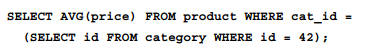 SELECT AVG(price) FROM product WHERE cat_id =
(SELECT id FROM category WHERE id = 42);